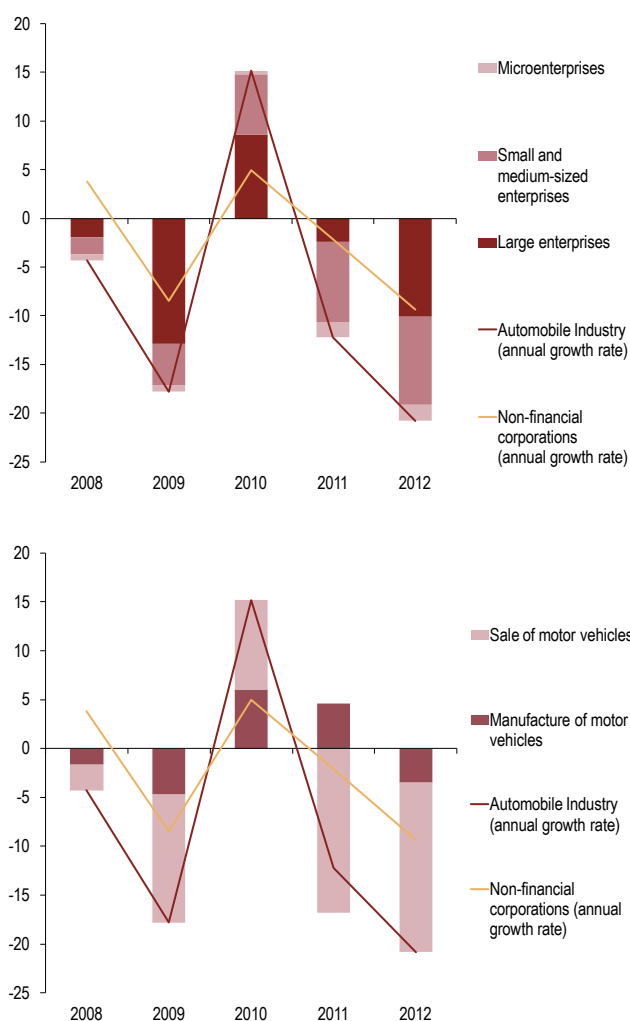 20
15
10
5
0
-5
-10
-15
-20
-25
2008 2009 2010 2011 2012
Microenterprises
Small and
medium-sized
enterprises
Large enterprises
Automobile Industry
(annual growth rate)
Non-financial
corporations
(annual growth rate)
20
15
10
5
0
-5
-10
-15
-20
-25
2008 2009 2010 2011 2012
Sale of motor vehicles
Manufacture of motor
vehicles
Automobile Industry
(annual growth rate)
Non-financial
corporations (annual
growth rate)